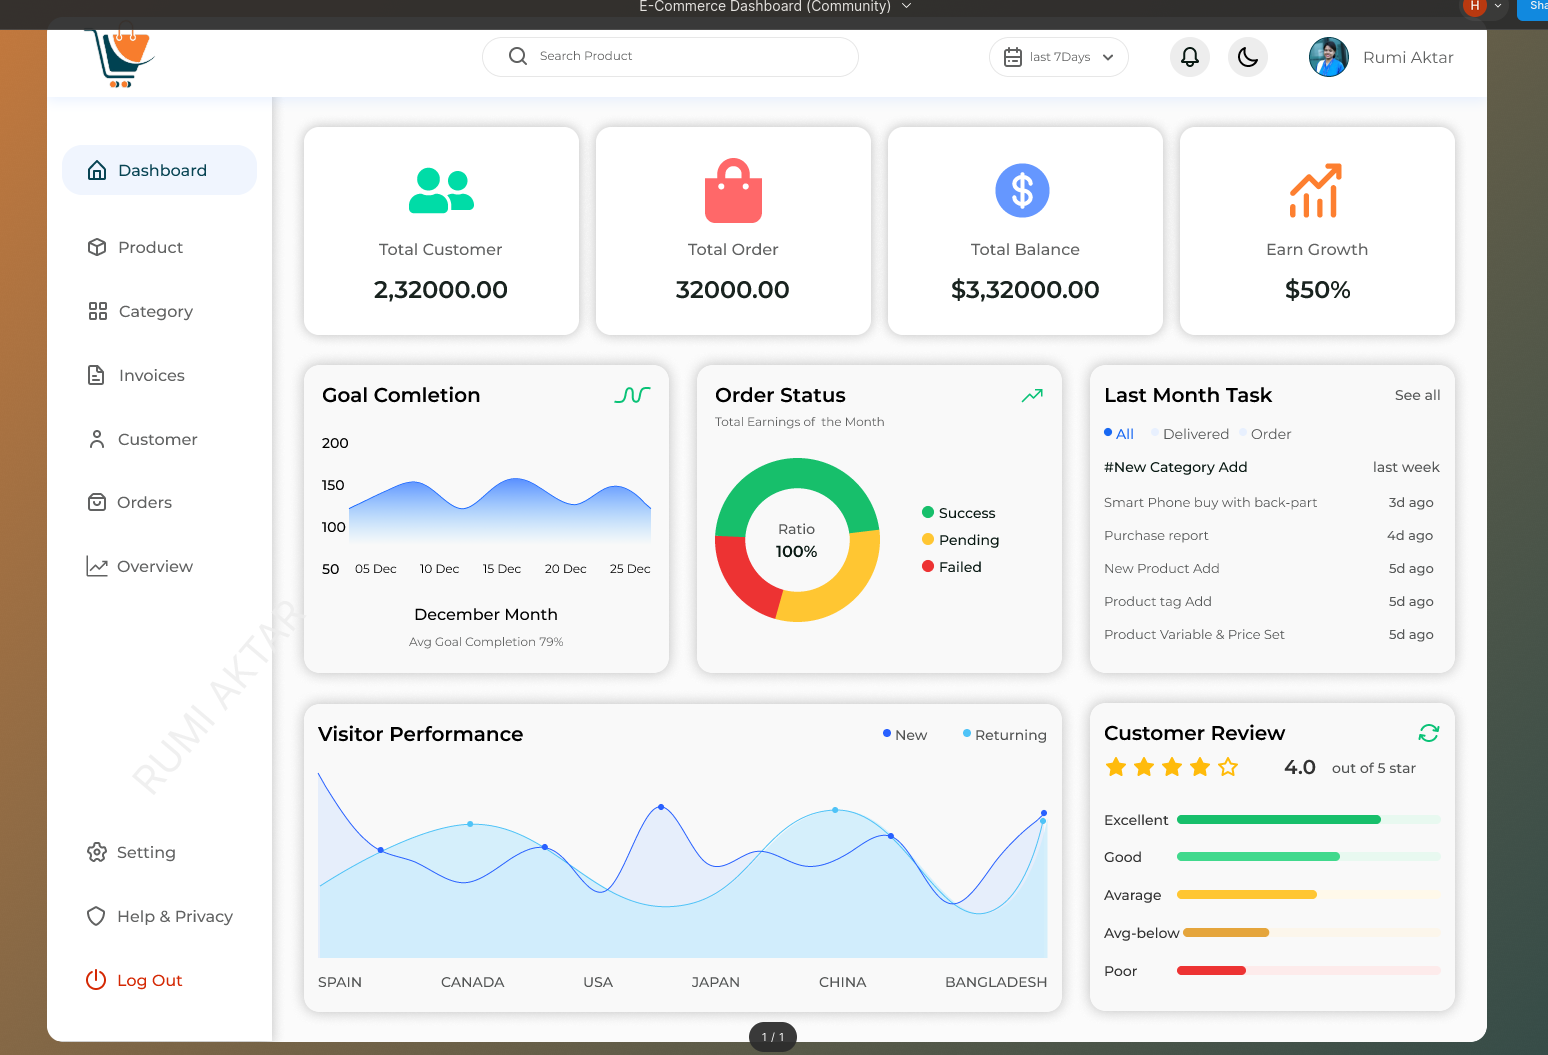 E-Commerce Dashboard (Community)
H
Sha
Search Product
last 7Days
Rumi Aktar
Dashboard
Product
Category
Invoices
Customer
Orders
Overview
RUMI AKTAR
Setting
Help & Privacy
Log Out
Total Customer
2,32000.00
Total Order
32000.00
Total Balance
$3,32000.00
Earn Growth
$50%
Goal Comletion
200
150
100
50
05 Dec 10 Dec 15 Dec 20 Dec 25 Dec
December Month
Avg Goal Completion 79%
Order Status
Total Earnings of the Month
Ratio
100%
Success
Pending
Failed
Last Month Task See all
All Delivered Order
#New Category Add last week
Smart Phone buy with back-part 3d ago
Purchase report 4d ago
New Product Add 5d ago
Product tag Add 5d ago
Product Variable & Price Set 5d ago
Visitor Performance New Returning
SPAIN CANADA USA JAPAN CHINA BANGLADESH
Customer Review
4.0 out of 5 star
Excellent
Good
Avarage
Avg-below
Poor
1 / 1